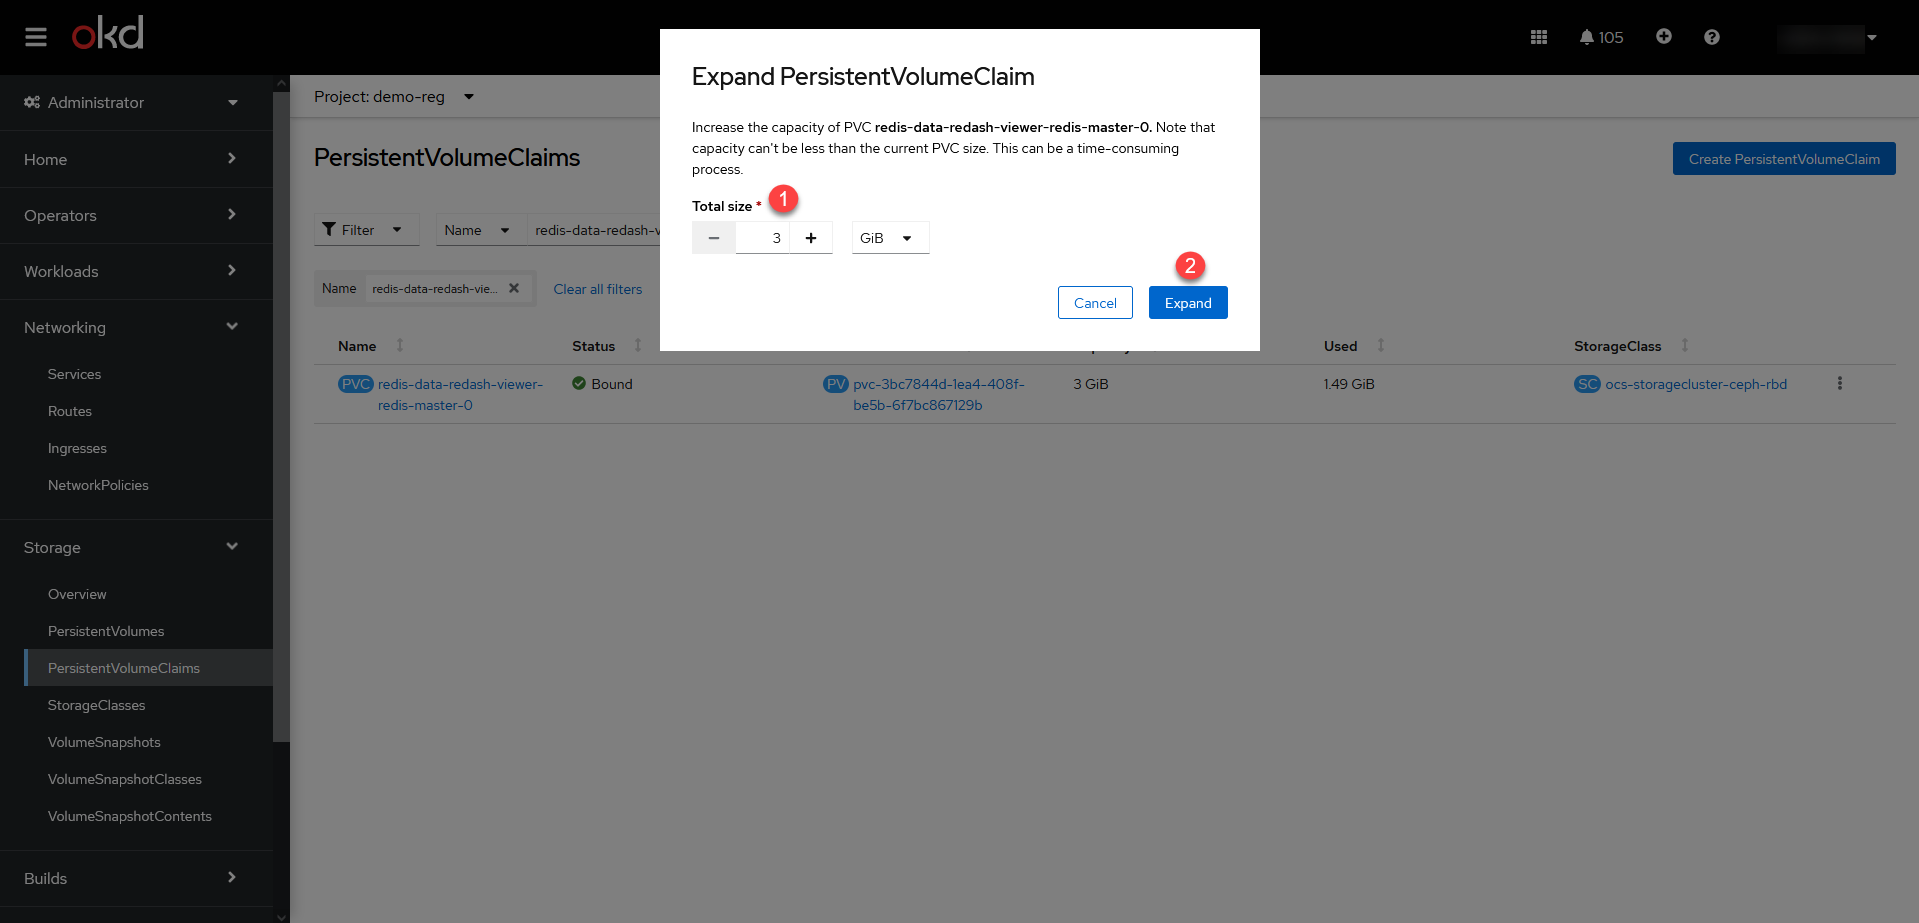 okd
105
Administrator
Home
Operators
Workloads
Networking
Services
Routes
Ingresses
NetworkPolicies
Storage
Overview
PersistentVolumes
PersistentVolumeClaims
StorageClasses
VolumeSnapshots
VolumeSnapshotClasses
VolumeSnapshotContents
Builds
Project: demo-reg
PersistentVolumeClaims
Create PersistentVolumeClaim
Filter
Name
redis-data-redash-v
Name redis-data-redash-vie...
Clear all filters
Expand PersistentVolumeClaim
Increase the capacity of PVC redis-data-redash-viewer-redis-master-0. Note that
capacity can't be less than the current PVC size. This can be a time-consuming
process.
Total size * 1
3 GiB
2
Cancel Expand
Name Status Used StorageClass
PVC redis-data-redash-viewer- Bound PV pvc-3bc7844d-1ea4-408f- 3 GiB 1.49 GiB SC ocs-storagecluster-ceph-rbd
redis-master-0 be5b-6f7bc867129b